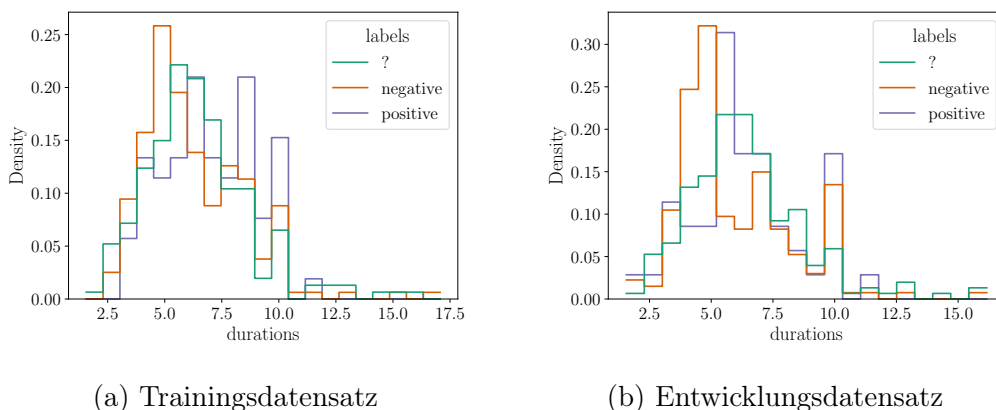 labels
?
negative
positive
0.25
0.20
0.15
0.10
0.05
0.00
Density
2.5 5.0 7.5 10.0 12.5 15.0 17.5
durations
(a) Trainingsdatensatz
labels
?
negative
positive
0.30
0.25
0.20
0.15
0.10
0.05
0.00
Density
2.5 5.0 7.5 10.0 12.5 15.0
durations
(b) Entwicklungsdatensatz